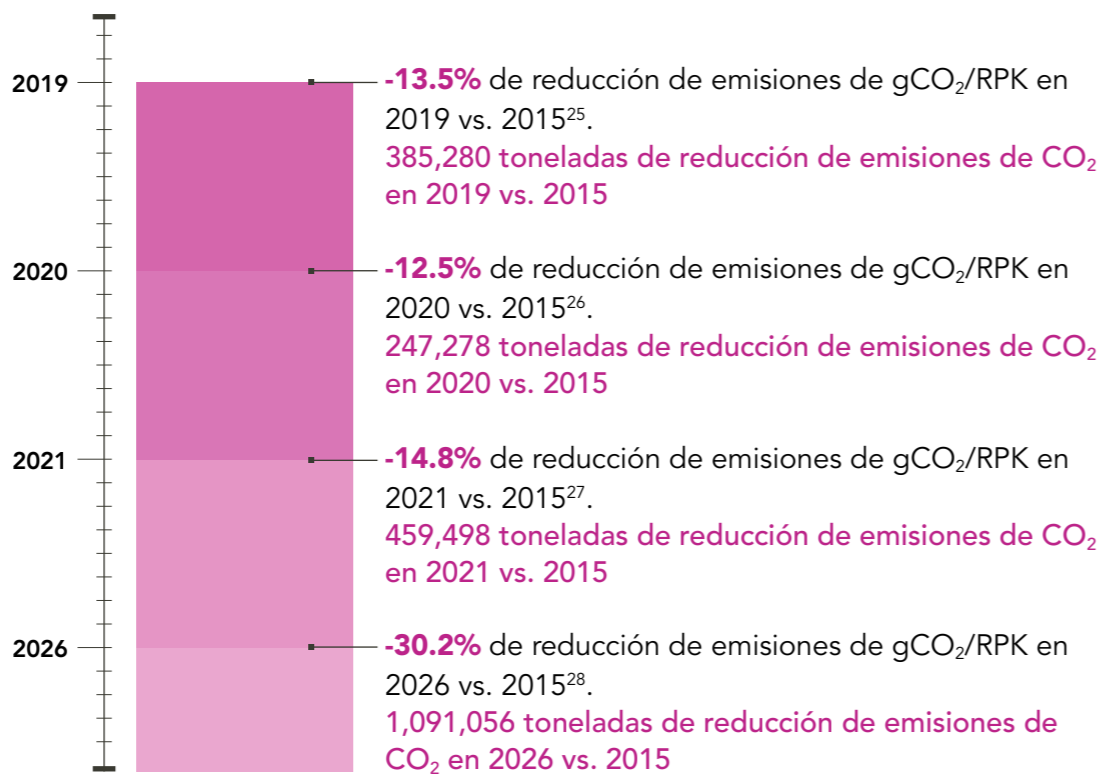 2019
-13.5% de reducción de emisiones de gCO₂/RPK en
2019 vs. 2015²⁵.
385,280 toneladas de reducción de emisiones de CO₂
en 2019 vs. 2015
2020
-12.5% de reducción de emisiones de gCO₂/RPK en
2020 vs. 2015²⁶.
247,278 toneladas de reducción de emisiones de CO₂
en 2020 vs. 2015
2021
-14.8% de reducción de emisiones de gCO₂/RPK en
2021 vs. 2015²⁷.
459,498 toneladas de reducción de emisiones de CO₂
en 2021 vs. 2015
2026
-30.2% de reducción de emisiones de gCO₂/RPK en
2026 vs. 2015²⁸.
1,091,056 toneladas de reducción de emisiones de
CO₂ en 2026 vs. 2015